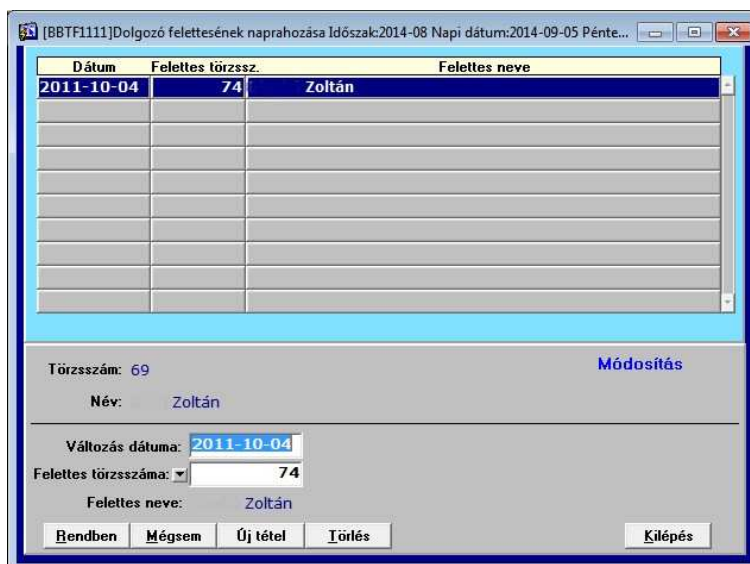 [BBTF1111]Dolgozó felettesének naprahozása Időszak:2014-08 Napi dátum:2014-09-05 Pénte...
Dátum Felettes törzssz. Felettes neve
2011-10-04 74 Zoltán
Törzsszám: 69 Módosítás
Név: Zoltán
Változás dátuma: 2011-10-04
Felettes törzsszáma: 74
Felettes neve: Zoltán
Rendben Mégsem Új tétel Törlés Kilépés